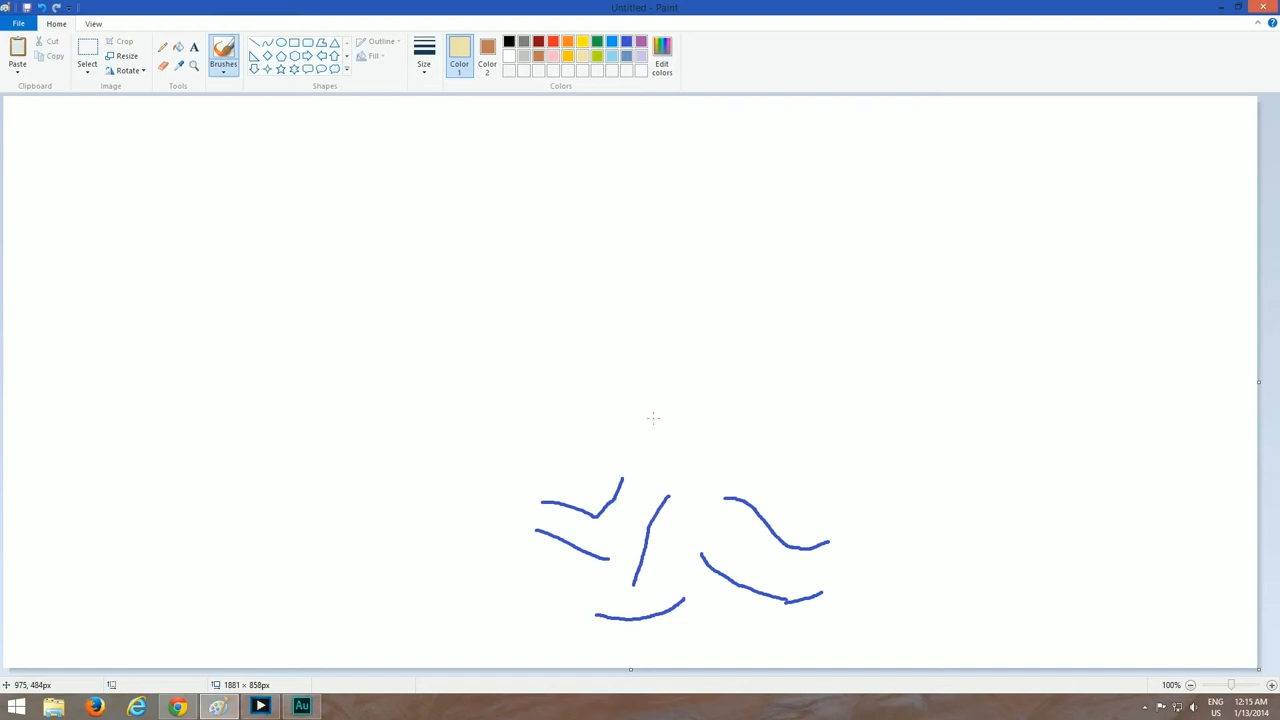 Untitled - Paint
File
Home
View
Paste
Cut
Copy
Clipboard
Select
Crop
Resize
Rotate
Image
A
Tools
Brushes
Outline
Fill
Shapes
Size
Color 1
Color 2
Edit colors
Colors
975, 484px
1881 × 858px
100%
Au
ENG
US
12:15 AM
1/13/2014